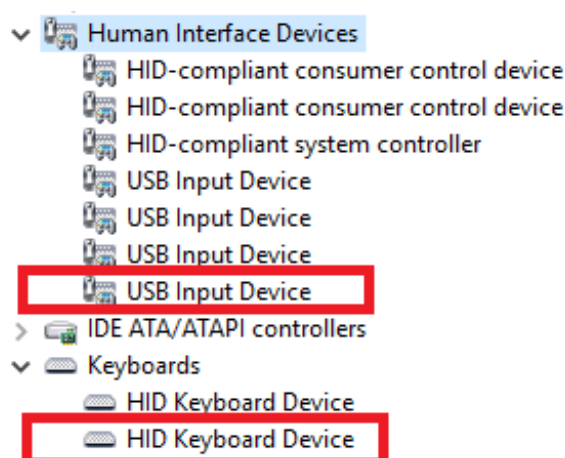 Human Interface Devices
HID-compliant consumer control device
HID-compliant consumer control device
HID-compliant system controller
USB Input Device
USB Input Device
USB Input Device
USB Input Device
IDE ATA/ATAPI controllers
Keyboards
HID Keyboard Device
HID Keyboard Device